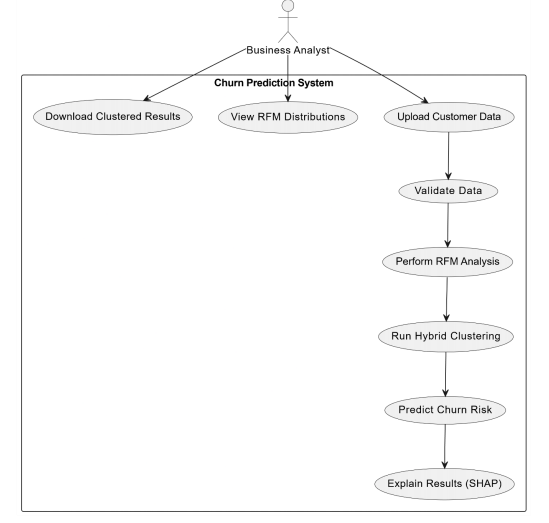 Business Analyst
Churn Prediction System
Download Clustered Results
View RFM Distributions
Upload Customer Data
Validate Data
Perform RFM Analysis
Run Hybrid Clustering
Predict Churn Risk
Explain Results (SHAP)